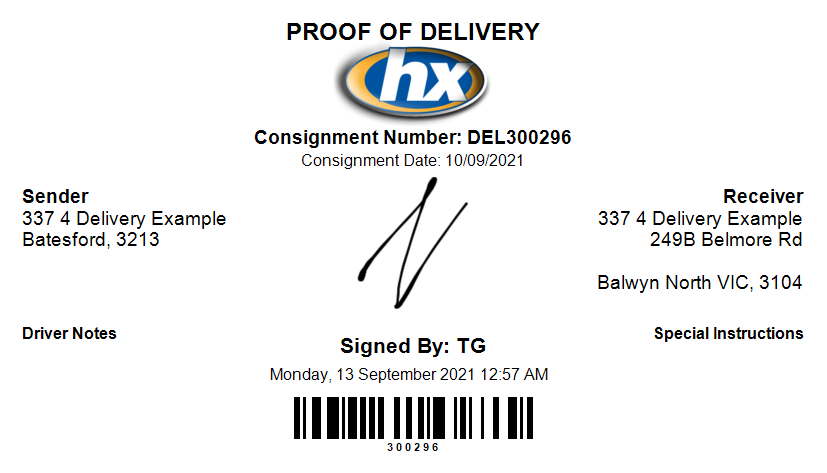 PROOF OF DELIVERY
hx
Consignment Number: DEL300296
Consignment Date: 10/09/2021
Sender
337 4 Delivery Example
Batesford, 3213
Receiver
337 4 Delivery Example
249B Belmore Rd
Balwyn North VIC, 3104
Driver Notes
Special Instructions
Signed By: TG
Monday, 13 September 2021 12:57 AM
300296